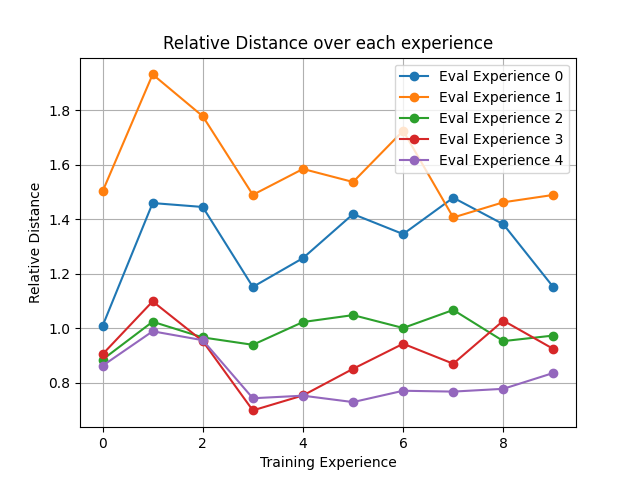 Relative Distance over each experience
Eval Experience 0
Eval Experience 1
Eval Experience 2
Eval Experience 3
Eval Experience 4
Relative Distance
1.8
1.6
1.4
1.2
1.0
0.8
0 2 4 6 8
Training Experience